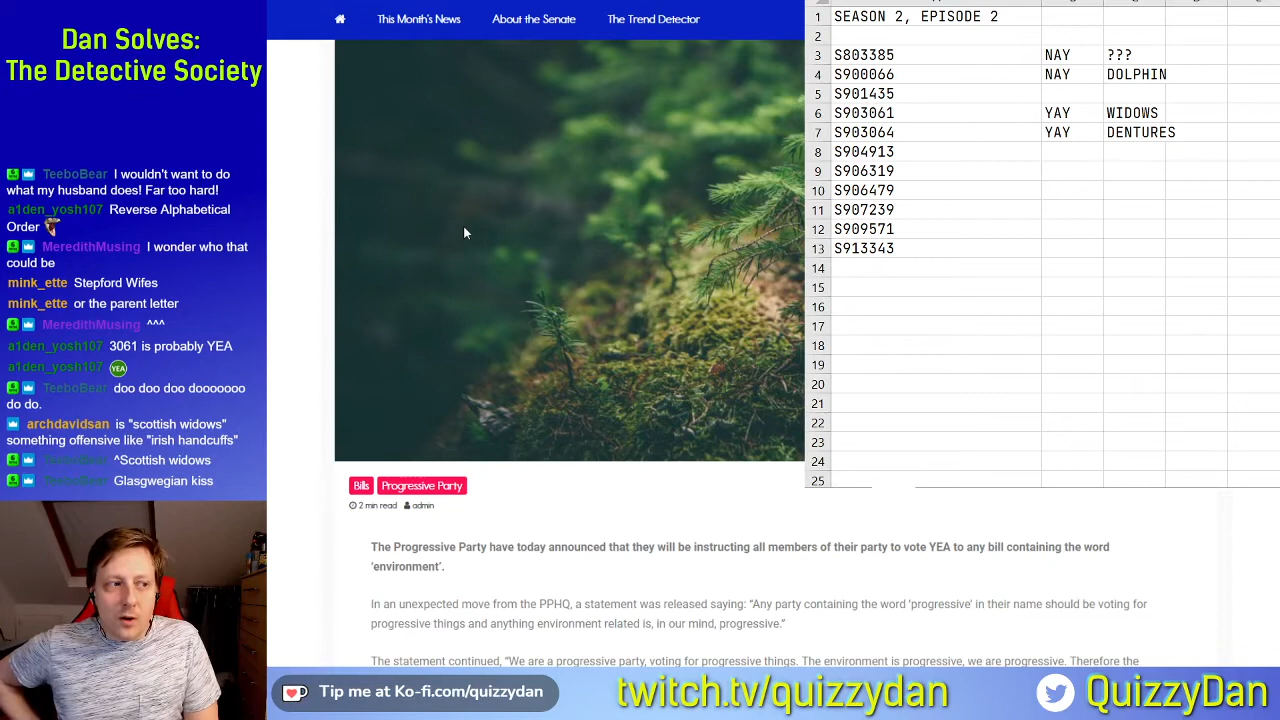 Dan Solves:
The Detective Society
TeeboBear I wouldn't want to do
what my husband does! Far too hard!
a1den_yosh107 Reverse Alphabetical
Order
MeredithMusing I wonder who that
could be
mink_ette Stepford Wifes
mink_ette or the parent letter
MeredithMusing ^^^
a1den_yosh107 3061 is probably YEA
a1den_yosh107 YEA
TeeboBear doo doo doo dooooooo
do do.
archdavidsan is "scottish widows"
something offensive like "irish handcuffs"
TeeboBear ^Scottish widows
TeeboBear Glasgwegian kiss
This Month's News About the Senate The Trend Detector
Bills Progressive Party
2 min read admin
The Progressive Party have today announced that they will be instructing all members of their party to vote YEA to any bill containing the word
'environment'.
In an unexpected move from the PPHQ, a statement was released saying: "Any party containing the word 'progressive' in their name should be voting for
progressive things and anything environment related is, in our mind, progressive."
The statement continued, "We are a progressive party, voting for progressive things. The environment is progressive, we are progressive. Therefore the
1 SEASON 2, EPISODE 2
2
3 S803385 NAY ???
4 S900066 NAY DOLPHIN
5 S901435
6 S903061 YAY WIDOWS
7 S903064 YAY DENTURES
8 S904913
9 S906319
10 S906479
11 S907239
12 S909571
13 S913343
14
15
16
17
18
19
20
21
22
23
24
25
Tip me at Ko-fi.com/quizzydan
twitch.tv/quizzydan
QuizzyDan